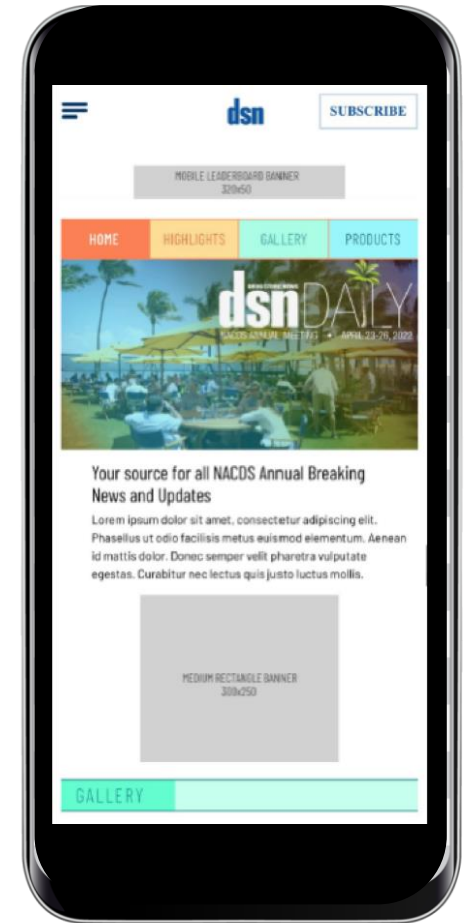 dsn
SUBSCRIBE
MOBILE LEADERBOARD BANNER
320x50
HOME
HIGHLIGHTS
GALLERY
PRODUCTS
DRUG STORE NEWS
dsn DAILY
NACDS ANNUAL MEETING • APRIL 23-26, 2022
Your source for all NACDS Annual Breaking
News and Updates
Lorem ipsum dolor sit amet, consectetur adipiscing elit.
Phasellus ut odio facilisis metus euismod elementum. Aenean
id mattis dolor. Donec semper velit pharetra vulputate
egestas. Curabitur nec lectus quis justo luctus mollis.
MEDIUM RECTANGLE BANNER
300x250
GALLERY